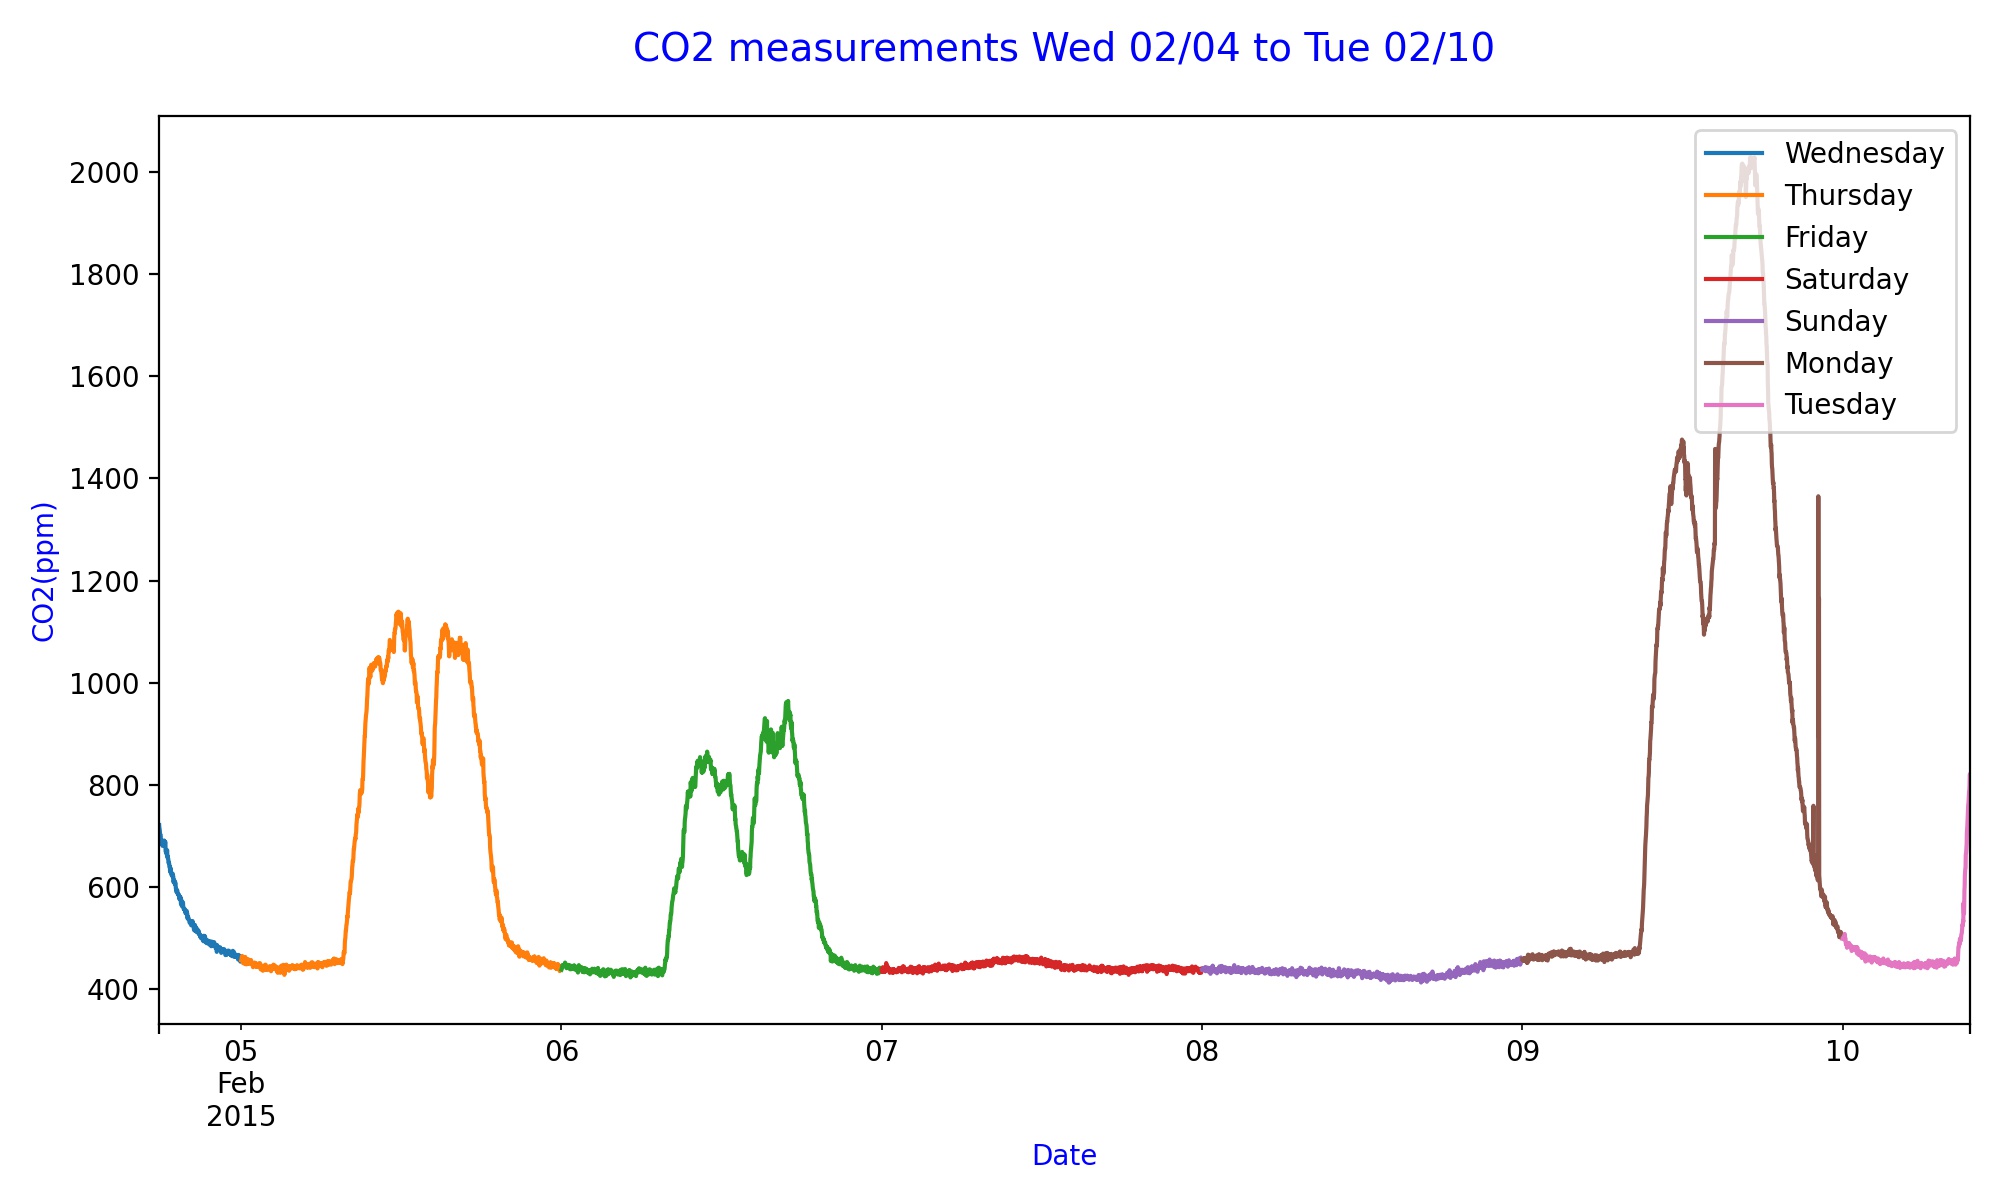 CO2 measurements Wed 02/04 to Tue 02/10
2000
1800
1600
1400
1200
1000
800
600
400
CO2(ppm)
Wednesday
Thursday
Friday
Saturday
Sunday
Monday
Tuesday
05
06
07
08
09
10
Feb
2015
Date